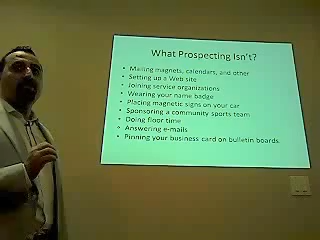 What Prospecting Isn't?
• Mailing magnets, calendars, and other
• Setting up a Web site
• Joining service organizations
• Wearing your name badge
• Placing magnetic signs on your car
• Sponsoring a community sports team
• Doing floor time
• Answering e-mails
• Pinning your business card on bulletin boards